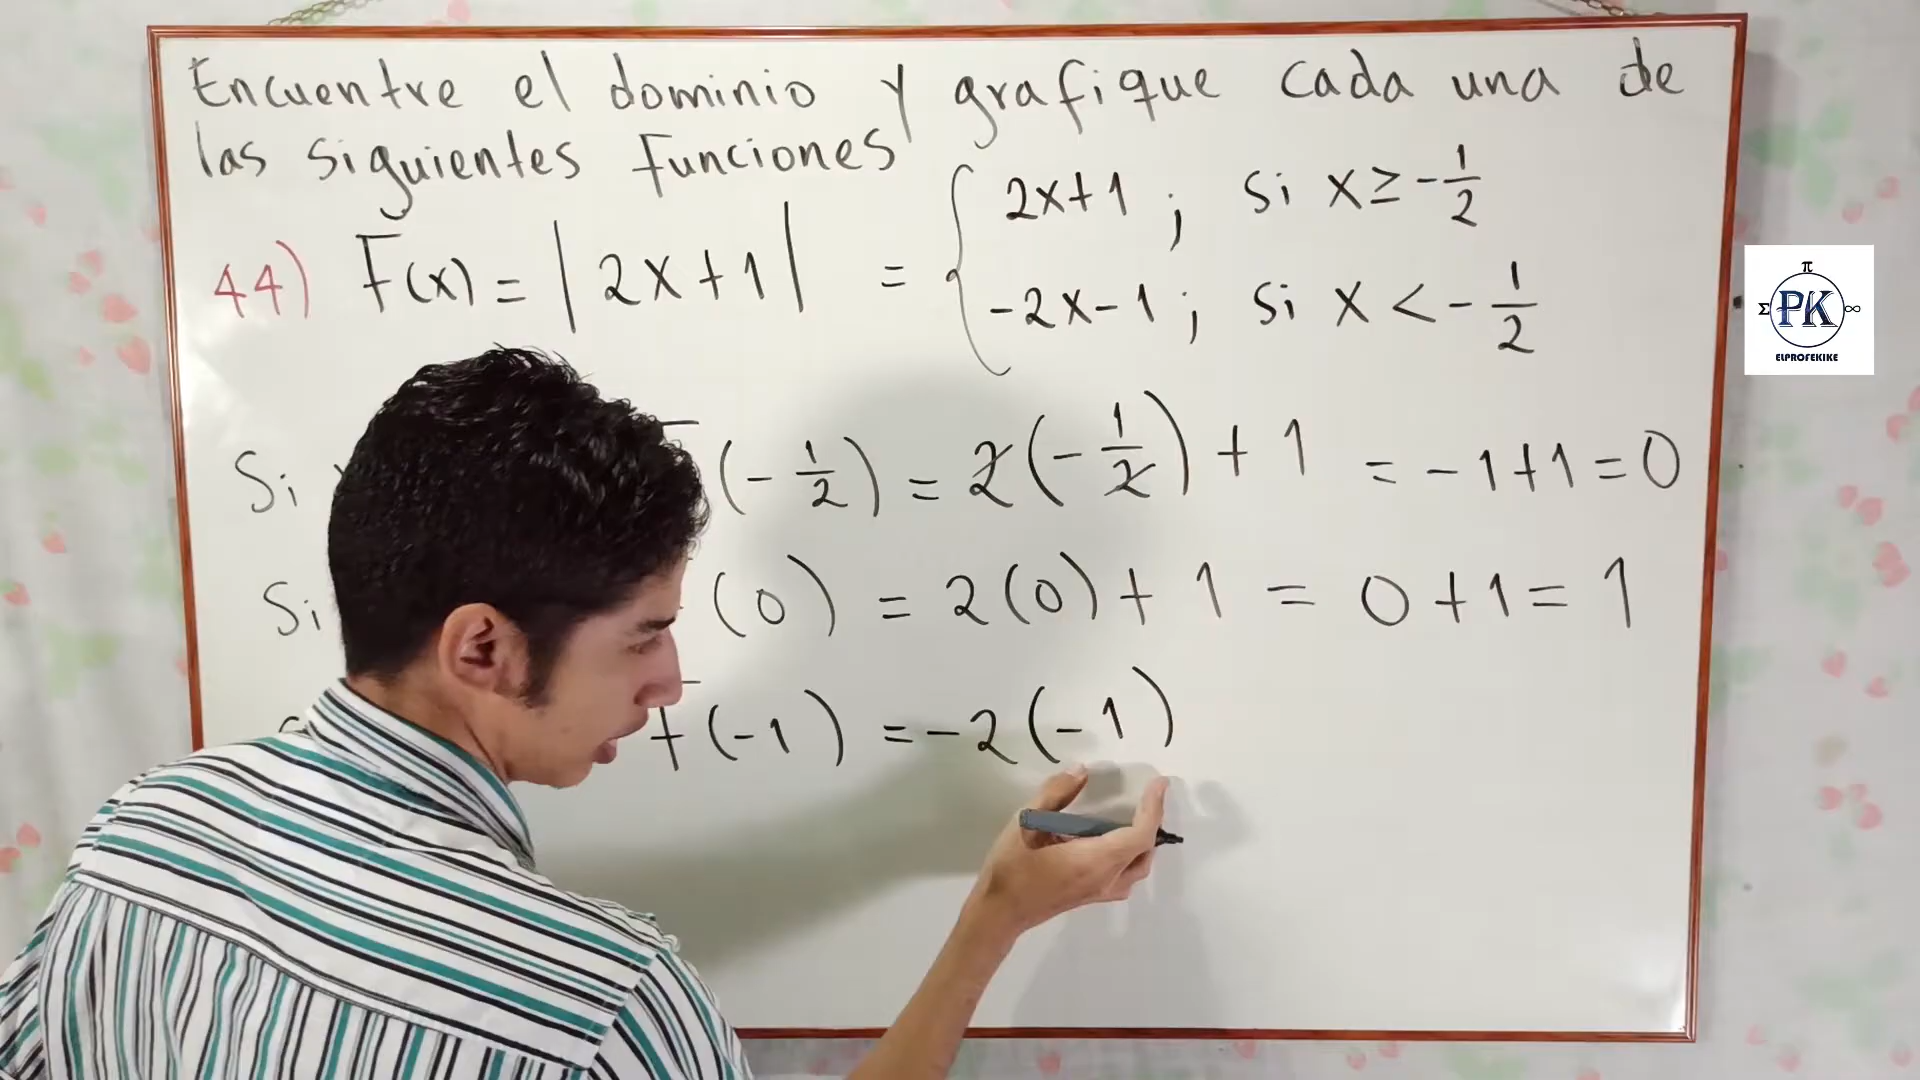 Encuentre el dominio y grafique cada una de
las siguientes funciones
44) F(x) = |2x+1| = { 2x+1 ; si x ≥ -1/2
-2x-1 ; si x < -1/2
Si (-1/2) = 2(-1/2) + 1 = -1+1=0
Si (0) = 2(0) + 1 = 0+1= 1
F(-1) = -2(-1)
π
Σ PK ∞
ELPROFEKIKE